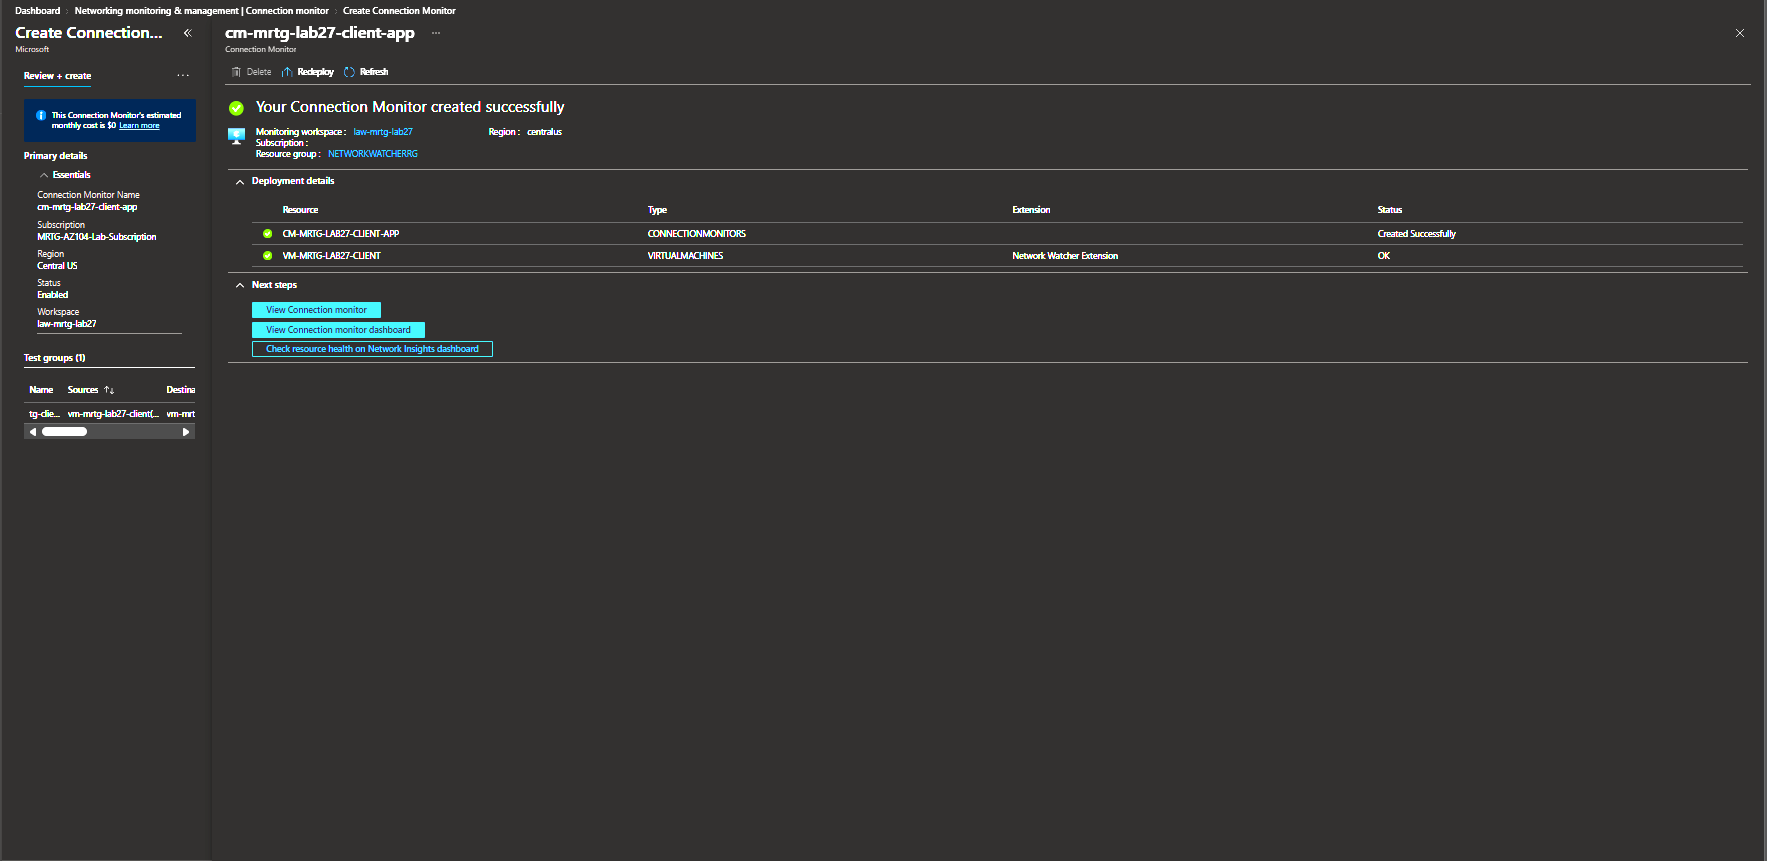 Dashboard > Networking monitoring & management | Connection monitor > Create Connection Monitor
Create Connection... «
Microsoft
Review + create ...
This Connection Monitor's estimated
monthly cost is $0 Learn more
Primary details
Essentials
Connection Monitor Name
cm-mrtg-lab27-client-app
Subscription
MRTG-AZ104-Lab-Subscription
Region
Central US
Status
Enabled
Workspace
law-mrtg-lab27
Test groups (1)
Name Sources ↑↓ Destina
tg-clie... vm-mrtg-lab27-client(... vm-mrt
cm-mrtg-lab27-client-app ...
Connection Monitor
Delete Redeploy Refresh
Your Connection Monitor created successfully
Monitoring workspace : law-mrtg-lab27 Region : centralus
Subscription :
Resource group : NETWORKWATCHERRG
Deployment details
Resource Type Extension Status
CM-MRTG-LAB27-CLIENT-APP CONNECTIONMONITORS Created Successfully
VM-MRTG-LAB27-CLIENT VIRTUALMACHINES Network Watcher Extension OK
Next steps
View Connection monitor
View Connection monitor dashboard
Check resource health on Network Insights dashboard